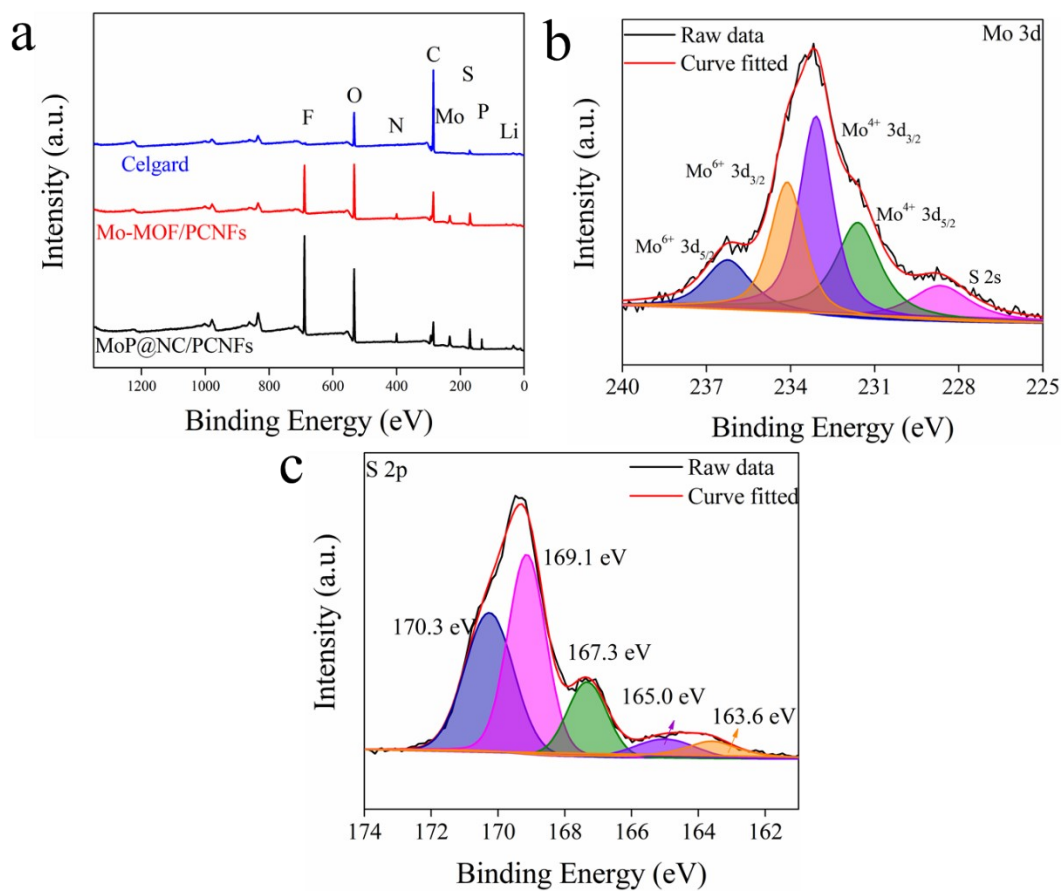 a
F
O
N
C
Mo
S
P
Li
Celgard
Mo-MOF/PCNFs
MoP@NC/PCNFs
Intensity (a.u.)
1200 1000 800 600 400 200 0
Binding Energy (eV)
b
Raw data
Curve fitted
Mo 3d
Mo⁶⁺ 3d₅/₂
Mo⁶⁺ 3d₃/₂
Mo⁴⁺ 3d₃/₂
Mo⁴⁺ 3d₅/₂
S 2s
Intensity (a.u.)
240 237 234 231 228 225
Binding Energy (eV)
c
S 2p
Raw data
Curve fitted
170.3 eV
169.1 eV
167.3 eV
165.0 eV
163.6 eV
Intensity (a.u.)
174 172 170 168 166 164 162
Binding Energy (eV)